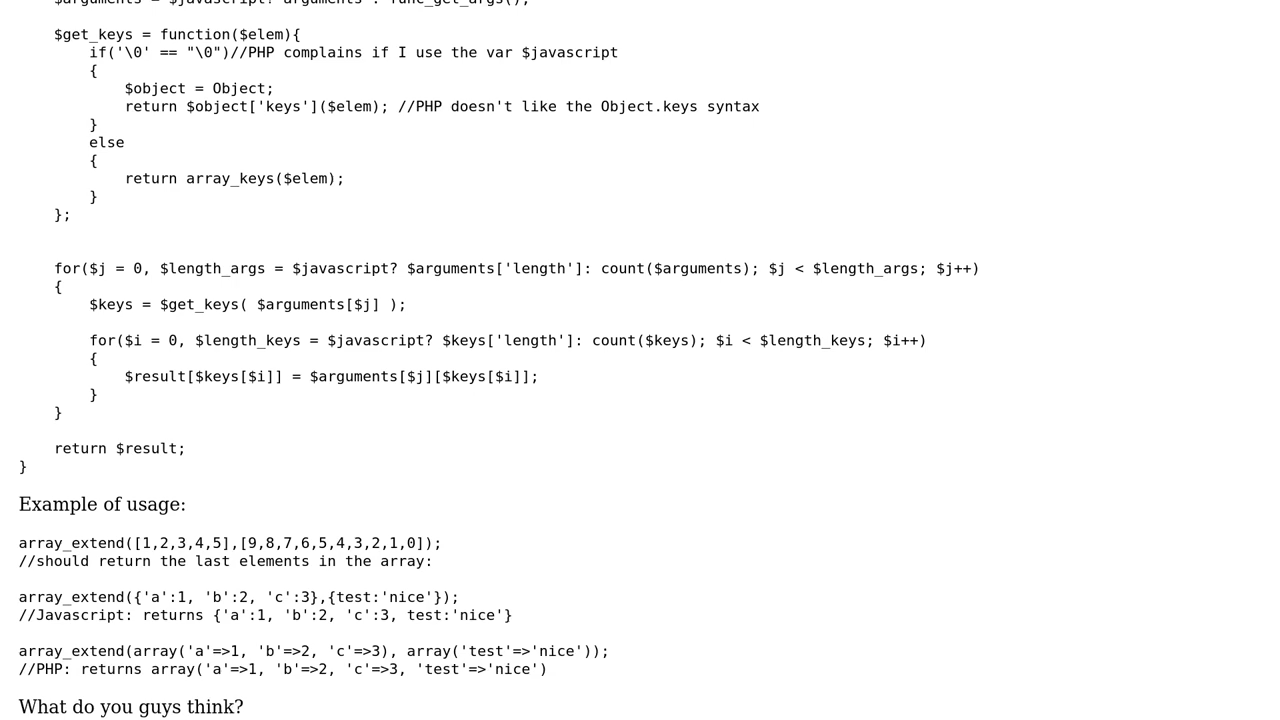 $arguments = $javascript? arguments : func_get_args();
$get_keys = function($elem){
if('\0' == "\0")//PHP complains if I use the var $javascript
{
$object = Object;
return $object['keys']($elem); //PHP doesn't like the Object.keys syntax
}
else
{
return array_keys($elem);
}
};
for($j = 0, $length_args = $javascript? $arguments['length']: count($arguments); $j < $length_args; $j++)
{
$keys = $get_keys( $arguments[$j] );
for($i = 0, $length_keys = $javascript? $keys['length']: count($keys); $i < $length_keys; $i++)
{
$result[$keys[$i]] = $arguments[$j][$keys[$i]];
}
}
return $result;
}
Example of usage:
array_extend([1,2,3,4,5],[9,8,7,6,5,4,3,2,1,0]);
//should return the last elements in the array:
array_extend({'a':1, 'b':2, 'c':3},{test:'nice'});
//Javascript: returns {'a':1, 'b':2, 'c':3, test:'nice'}
array_extend(array('a'=>1, 'b'=>2, 'c'=>3), array('test'=>'nice'));
//PHP: returns array('a'=>1, 'b'=>2, 'c'=>3, 'test'=>'nice')
What do you guys think?